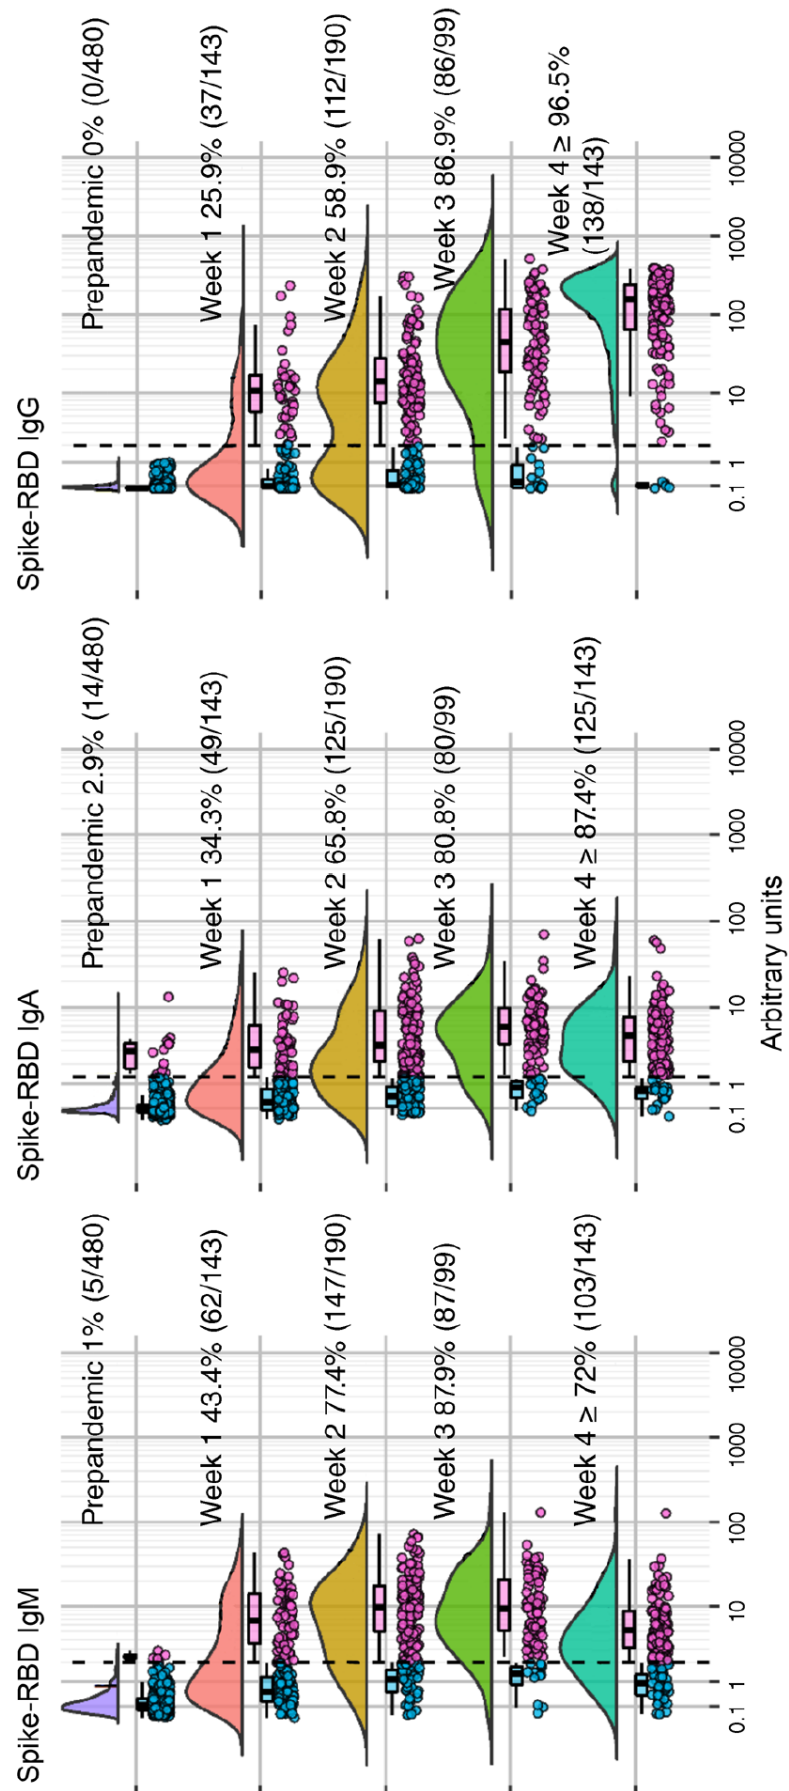 Spike-RBD IgM
Prepandemic 1% (5/480)
Week 1 43.4% (62/143)
Week 2 77.4% (147/190)
Week 3 87.9% (87/99)
Week 4 ≥ 72% (103/143)
0.1 1 10 100 1000 10000
Spike-RBD IgA
Prepandemic 2.9% (14/480)
Week 1 34.3% (49/143)
Week 2 65.8% (125/190)
Week 3 80.8% (80/99)
Week 4 ≥ 87.4% (125/143)
0.1 1 10 100 1000 10000
Arbitrary units
Spike-RBD IgG
Prepandemic 0% (0/480)
Week 1 25.9% (37/143)
Week 2 58.9% (112/190)
Week 3 86.9% (86/99)
Week 4 ≥ 96.5%
(138/143)
0.1 1 10 100 1000 10000